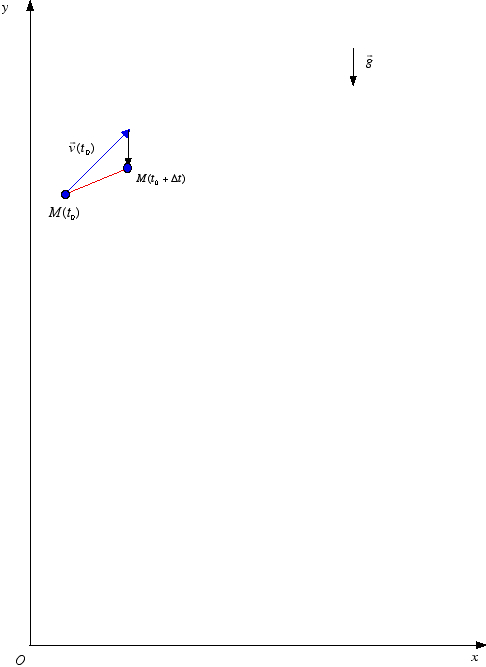 y
g⃗
v⃗(t₀)
M(t₀ + Δt)
M(t₀)
O
x